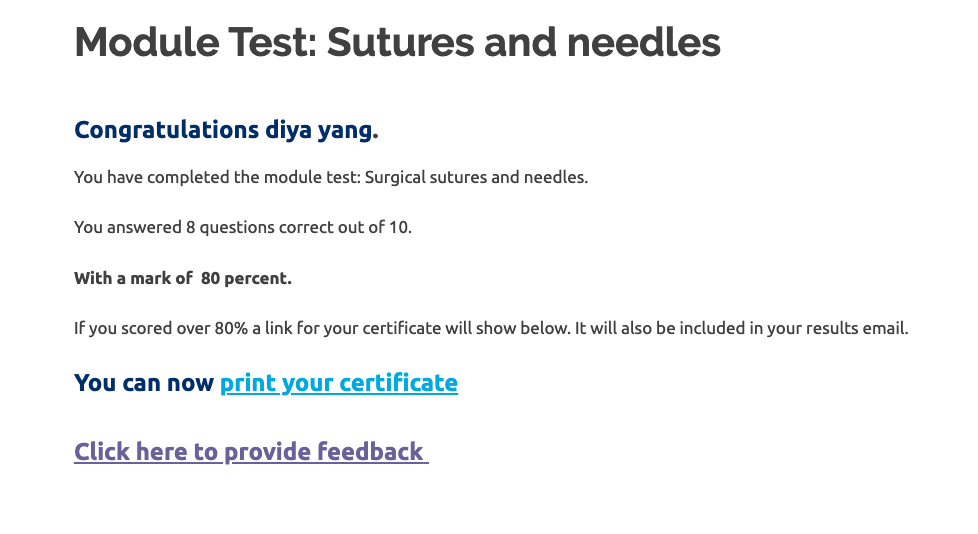 Module Test: Sutures and needles
Congratulations diya yang.
You have completed the module test: Surgical sutures and needles.
You answered 8 questions correct out of 10.
With a mark of  80 percent.
If you scored over 80% a link for your certificate will show below. It will also be included in your results email.
You can now print your certificate
Click here to provide feedback